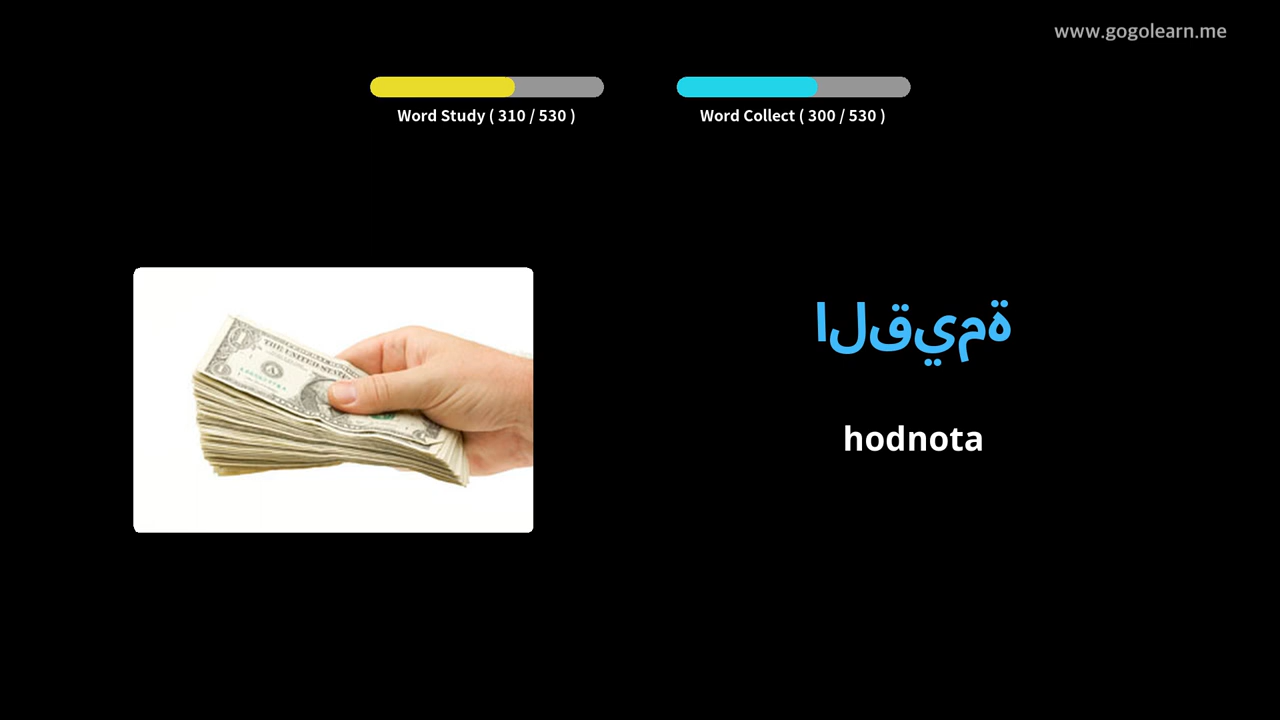 www.gogolearn.me
Word Study ( 310 / 530 )
Word Collect ( 300 / 530 )
القيمة
hodnota